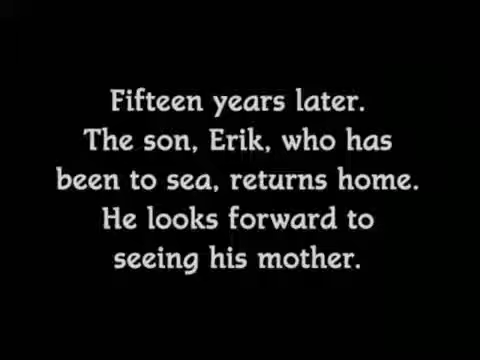 Fifteen years later.
The son, Erik, who has
been to sea, returns home.
He looks forward to
seeing his mother.